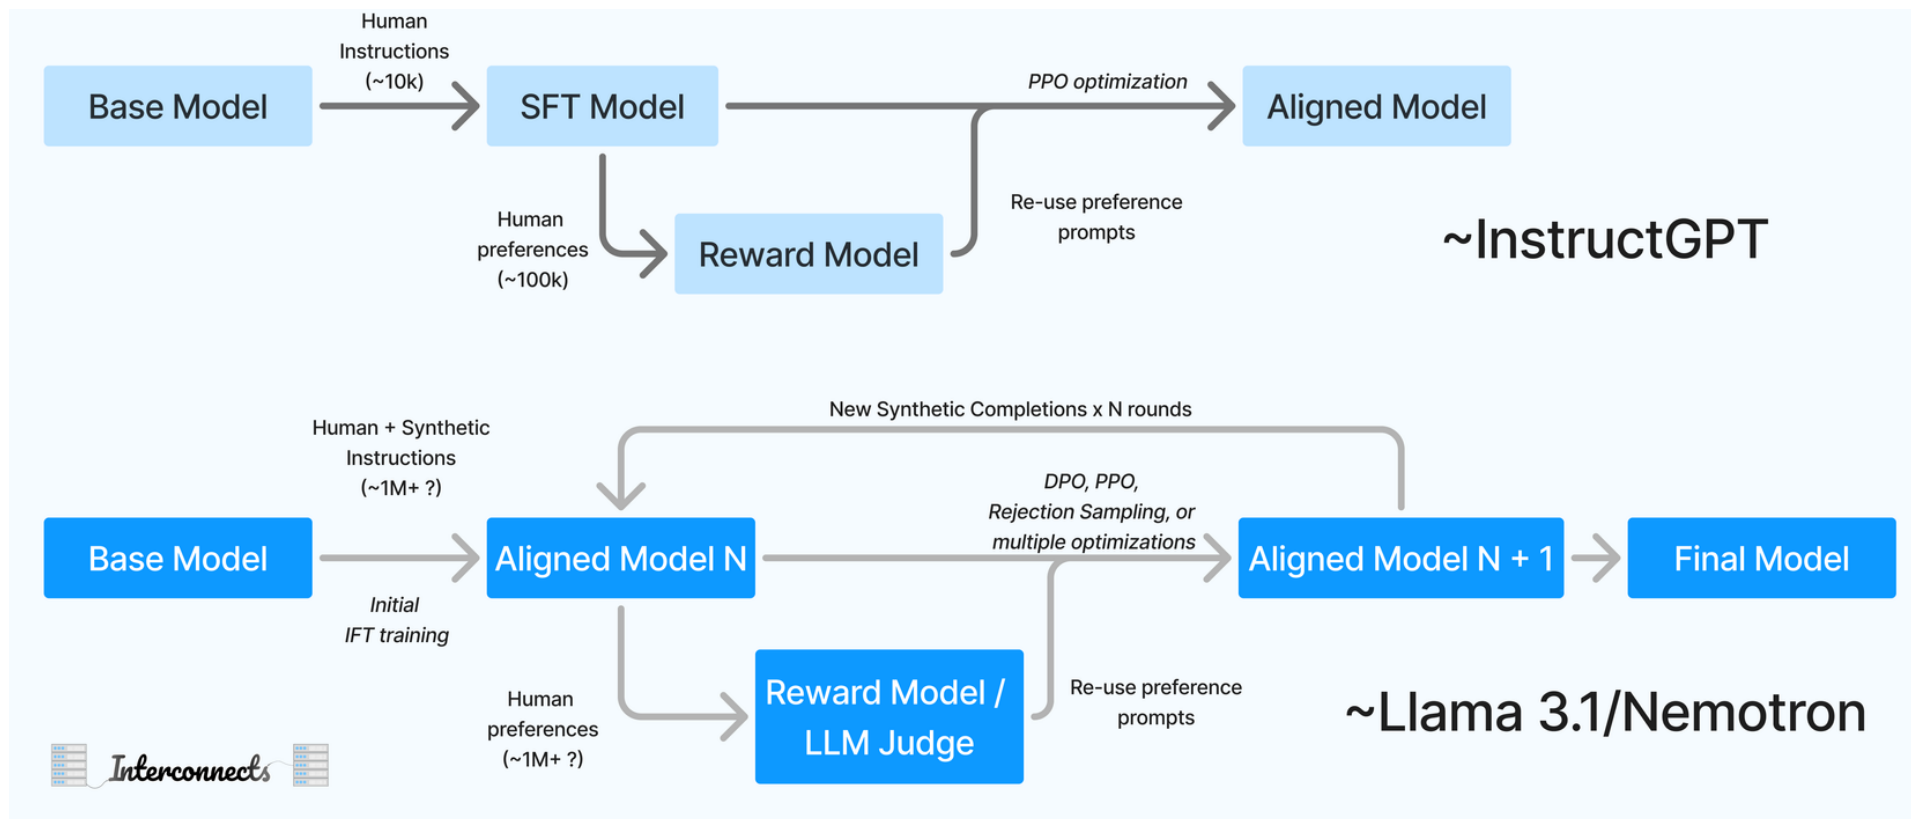 Human
Instructions
(~10k)
Base Model
SFT Model
PPO optimization
Aligned Model
Human
preferences
(~100k)
Reward Model
Re-use preference
prompts
~InstructGPT
New Synthetic Completions x N rounds
Human + Synthetic
Instructions
(~1M+ ?)
Base Model
Initial
IFT training
Aligned Model N
DPO, PPO,
Rejection Sampling, or
multiple optimizations
Aligned Model N + 1
Final Model
Human
preferences
(~1M+ ?)
Reward Model /
LLM Judge
Re-use preference
prompts
~Llama 3.1/Nemotron
Interconnects